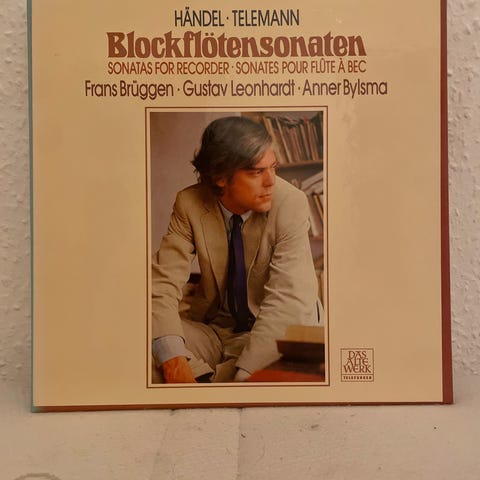 HÄNDEL · TELEMANN
Blockflötensonaten
SONATAS FOR RECORDER · SONATES POUR FLÛTE À BEC
Frans Brüggen · Gustav Leonhardt · Anner Bylsma
DAS
ALTE
WERK
TELEFUNKEN